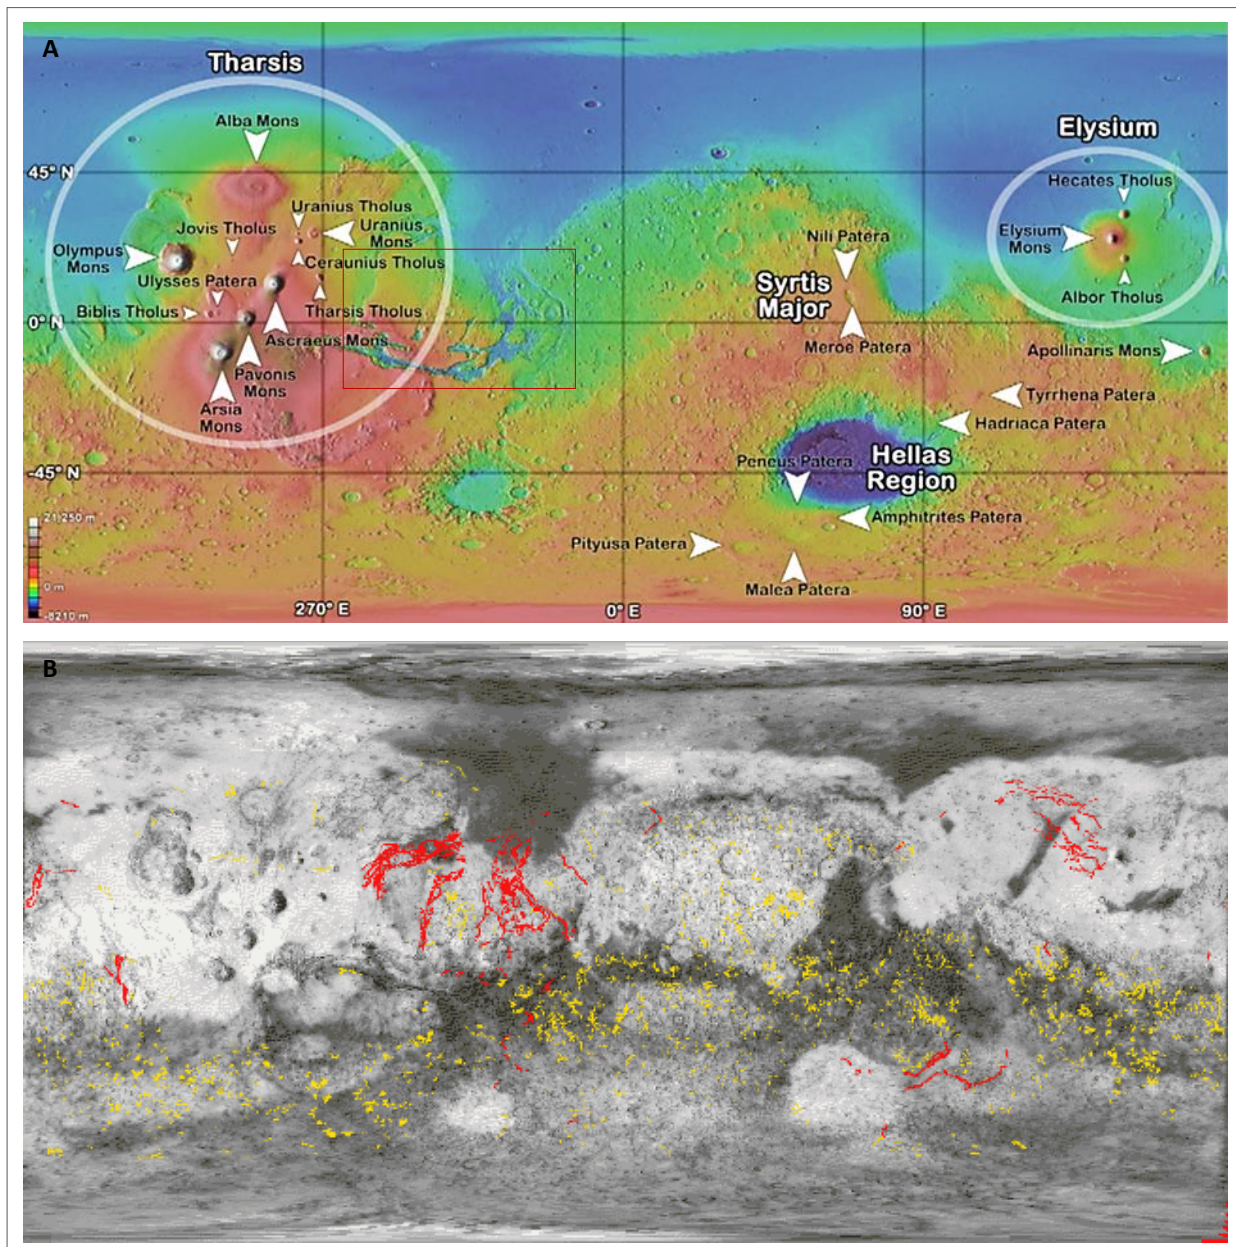 A
Tharsis
Alba Mons
Elysium
45° N
Hecates Tholus
Uranius Tholus
Jovis Tholus
Uranius
Mons
Nili Patera
Elysium
Mons
Olympus
Mons
Ceraunius Tholus
Ulysses Patera
Syrtis
Major
Albor Tholus
Biblis Tholus
Tharsis Tholus
0° N
Ascraeus Mons
Meroe Patera
Apollinaris Mons
Pavonis
Mons
Arsia
Mons
Tyrrhena Patera
Hadriaca Patera
-45° N
Peneus Patera
Hellas
Region
21 250 m
Amphitrites Patera
Pityusa Patera
0 m
Malea Patera
-8210 m
270° E
0° E
90° E
B